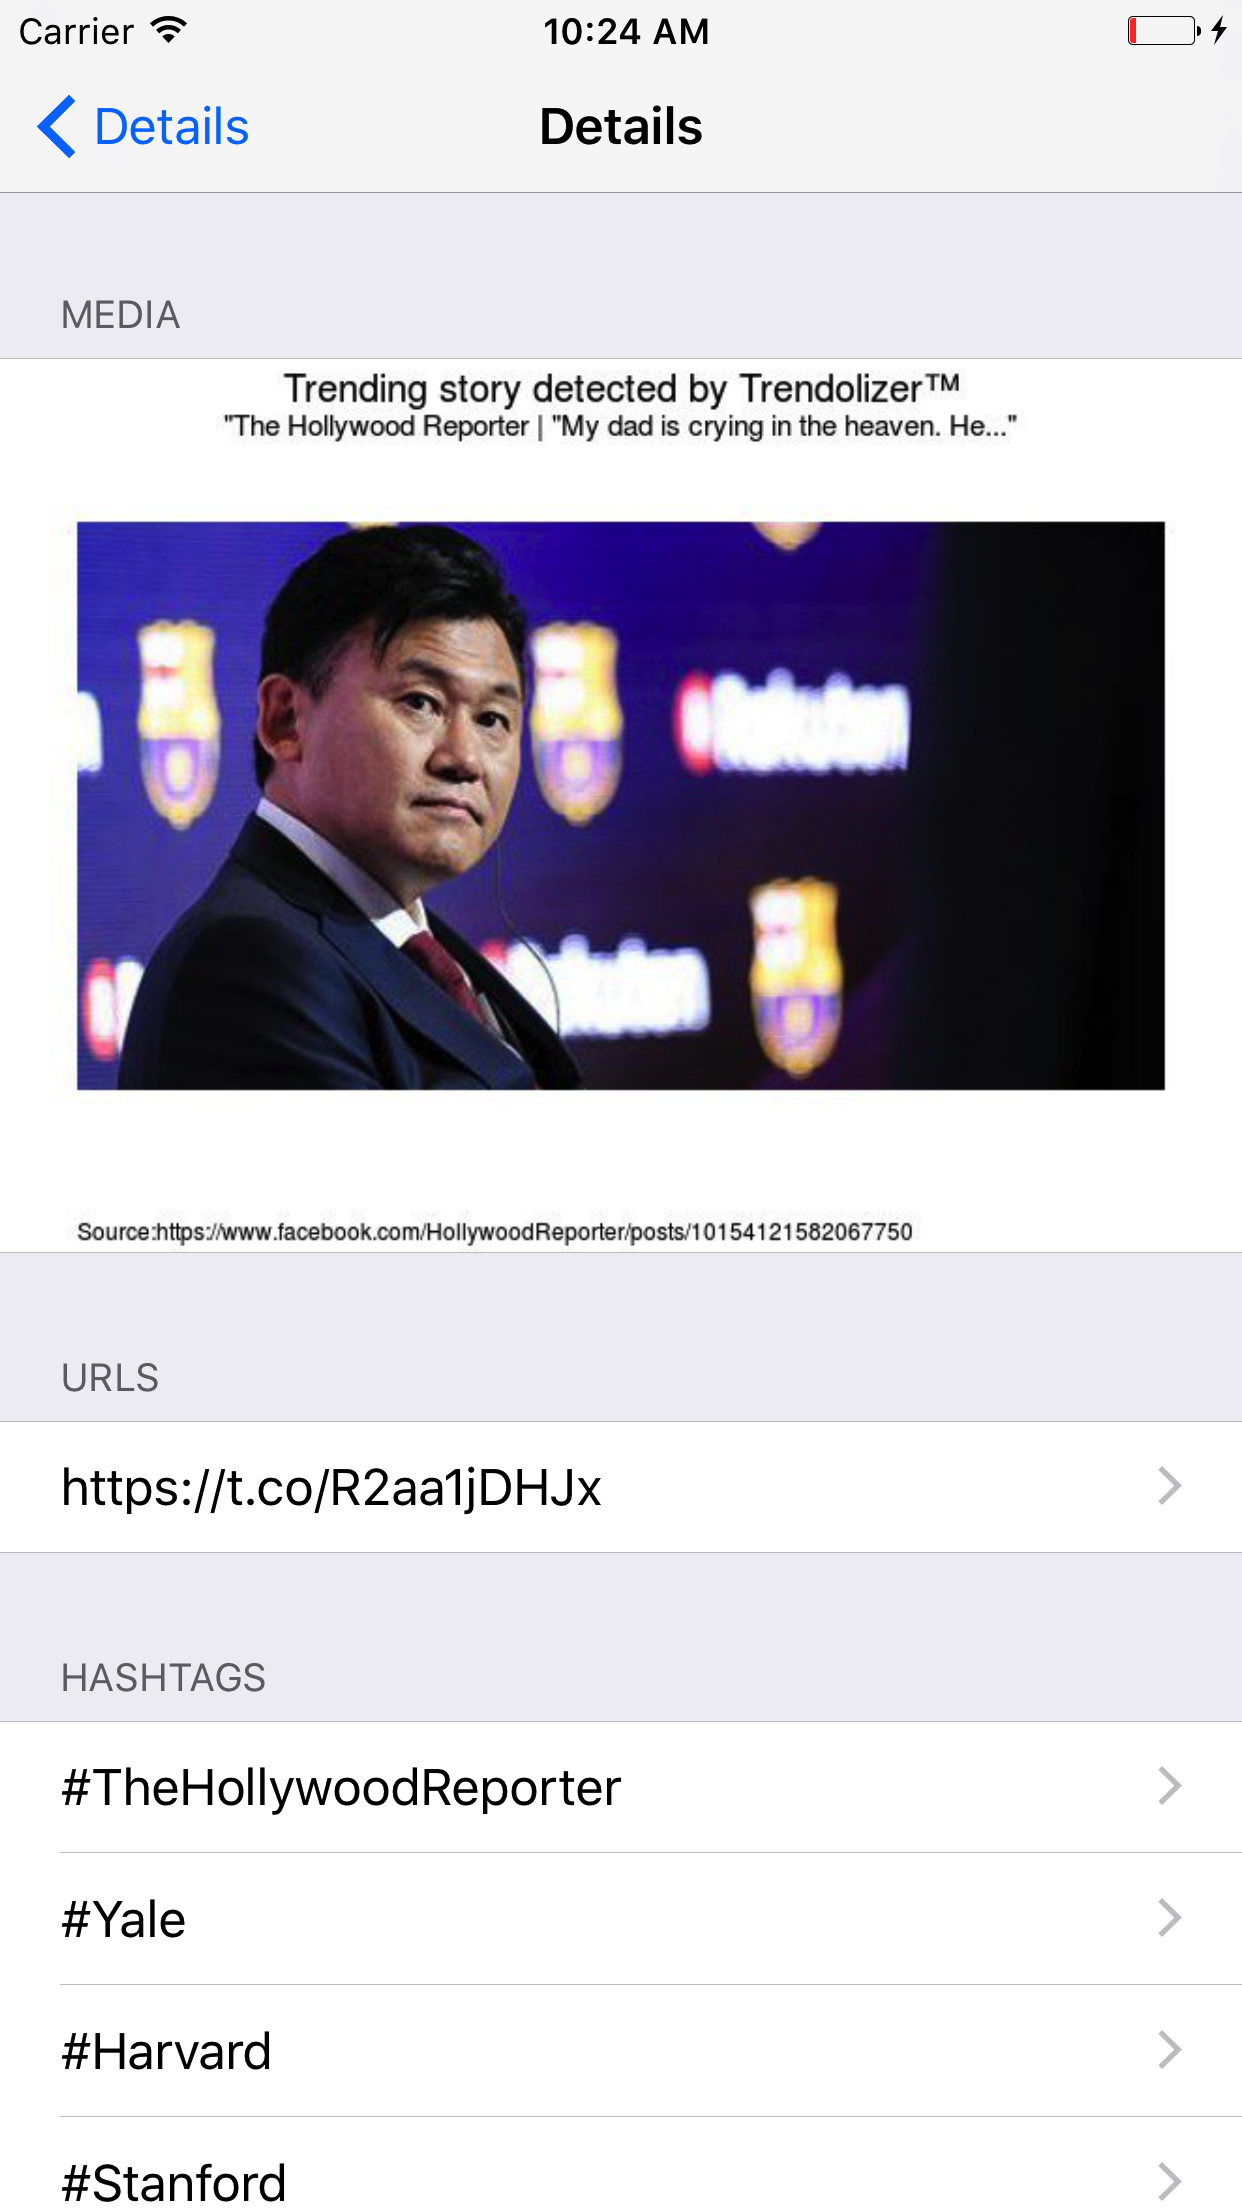 Carrier 10:24 AM
Details Details
MEDIA
Trending story detected by Trendolizer™
"The Hollywood Reporter | "My dad is crying in the heaven. He..."
Source:https://www.facebook.com/HollywoodReporter/posts/10154121582067750
URLS
https://t.co/R2aa1jDHJx
HASHTAGS
#TheHollywoodReporter
#Yale
#Harvard
#Stanford